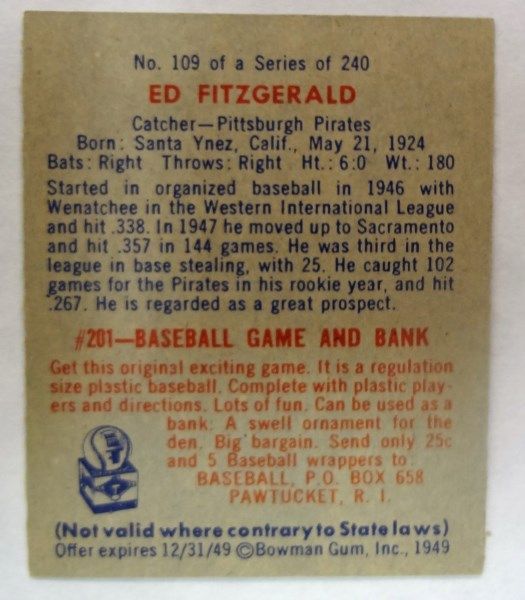 No. 109 of a Series of 240
ED FITZGERALD
Catcher—Pittsburgh Pirates
Born: Santa Ynez, Calif., May 21, 1924
Bats: Right Throws: Right Ht.: 6:0 Wt.: 180
Started in organized baseball in 1946 with
Wenatchee in the Western International League
and hit .338. In 1947 he moved up to Sacramento
and hit .357 in 144 games. He was third in the
league in base stealing, with 25. He caught 102
games for the Pirates in his rookie year, and hit
.267. He is regarded as a great prospect.
#201—BASEBALL GAME AND BANK
Get this original exciting game. It is a regulation
size plastic baseball. Complete with plastic play-
ers and directions. Lots of fun. Can be used as a
bank: A swell ornament for the
den. Big bargain. Send only 25c
and 5 Baseball wrappers to:
BASEBALL, P.O. BOX 658
PAWTUCKET, R. I.
(Not valid where contrary to State laws)
Offer expires 12/31/49 ©Bowman Gum, Inc., 1949